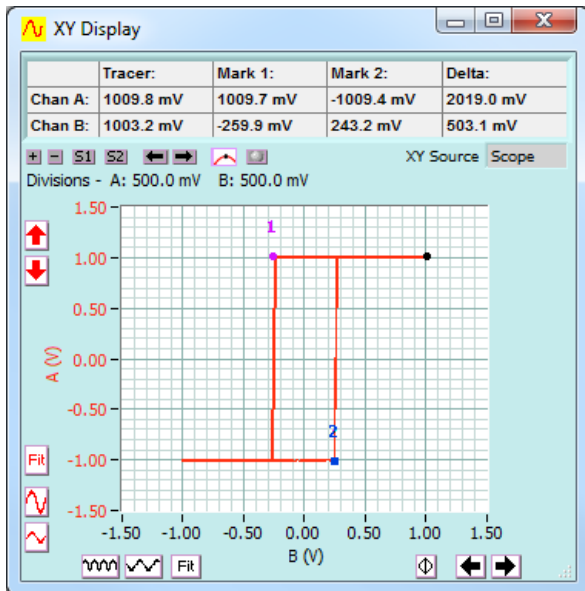 XY Display
Tracer: Mark 1: Mark 2: Delta:
Chan A: 1009.8 mV 1009.7 mV -1009.4 mV 2019.0 mV
Chan B: 1003.2 mV -259.9 mV 243.2 mV 503.1 mV
+ - S1 S2 XY Source Scope
Divisions - A: 500.0 mV B: 500.0 mV
1.50
1
1.00
0.50
A (V)
0.00
-0.50
2
Fit
-1.00
-1.50
-1.50 -1.00 -0.50 0.00 0.50 1.00 1.50
B (V)
Fit Φ